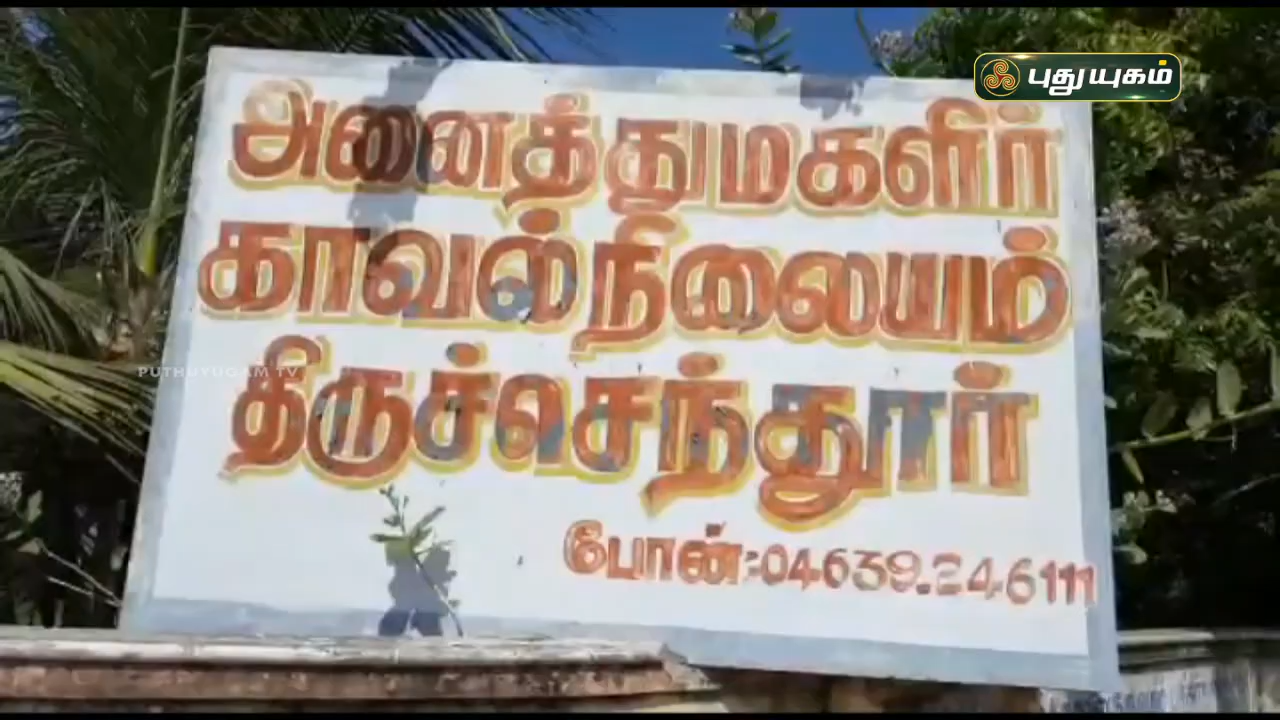 புதுயுகம்
அனைத்து மகளிர்
காவல் நிலையம்
PUTHUYUGAM TV
திருச்செந்தூர்
போன்:04639.246111